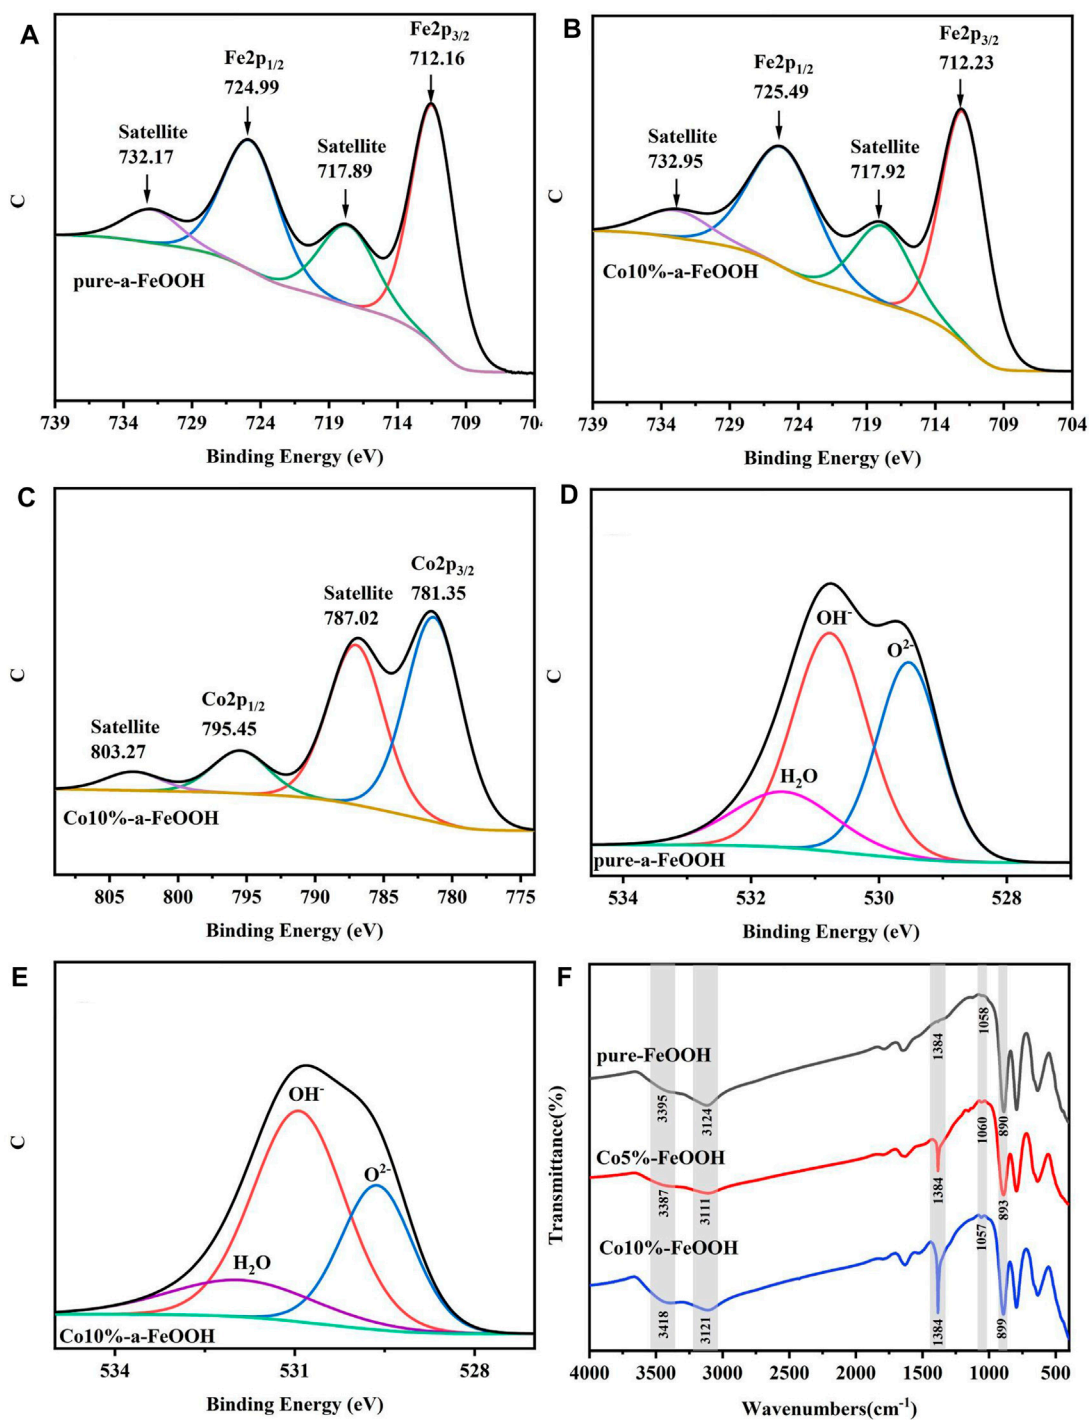 A
Fe2p3/2
712.16
Fe2p1/2
724.99
Satellite
732.17
Satellite
717.89
C
pure-a-FeOOH
739 734 729 724 719 714 709 704
Binding Energy (eV)
B
Fe2p3/2
712.23
Fe2p1/2
725.49
Satellite
732.95
Satellite
717.92
C
Co10%-a-FeOOH
739 734 729 724 719 714 709 704
Binding Energy (eV)
C
Co2p3/2
781.35
Satellite
787.02
Co2p1/2
795.45
Satellite
803.27
C
Co10%-a-FeOOH
805 800 795 790 785 780 775
Binding Energy (eV)
D
OH-
O2-
H2O
C
pure-a-FeOOH
534 532 530 528
Binding Energy (eV)
E
OH-
O2-
H2O
C
Co10%-a-FeOOH
534 531 528
Binding Energy (eV)
F
pure-FeOOH
3395 3124 1384 1058 890
Co5%-FeOOH
3387 3111 1384 1060 893
Co10%-FeOOH
3418 3121 1384 1057 899
Transmittance(%)
4000 3500 3000 2500 2000 1500 1000 500
Wavenumbers(cm-1)